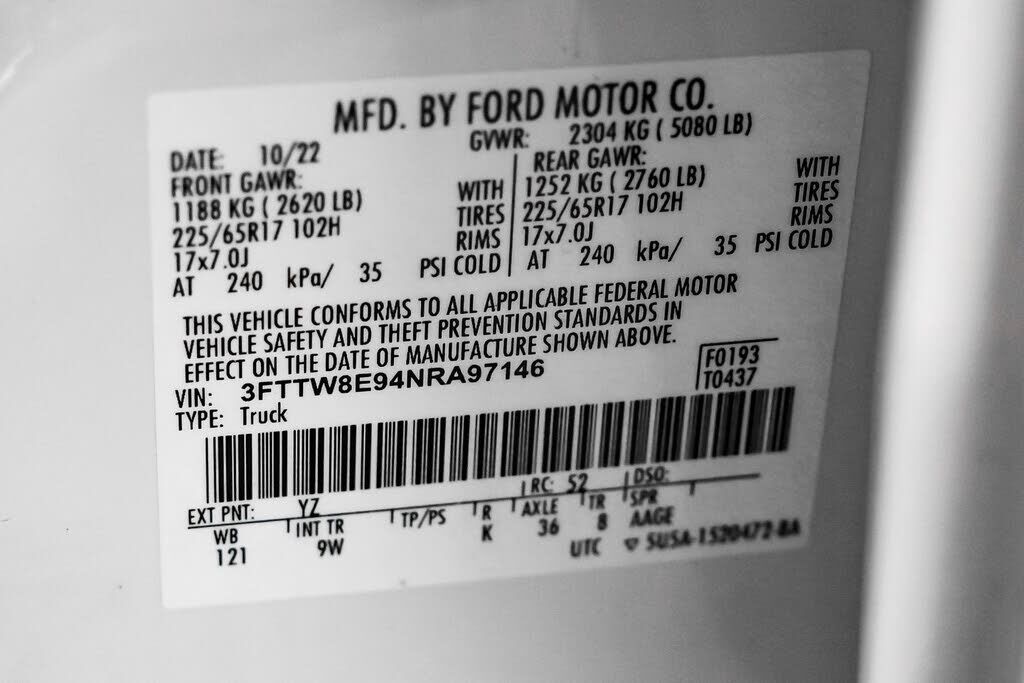 MFD. BY FORD MOTOR CO.
DATE: 10/22 GVWR: 2304 KG ( 5080 LB)
FRONT GAWR: REAR GAWR:
1188 KG ( 2620 LB) WITH 1252 KG ( 2760 LB) WITH
225/65R17 102H TIRES 225/65R17 102H TIRES
17x7.0J RIMS 17x7.0J RIMS
AT 240 kPa/ 35 PSI COLD AT 240 kPa/ 35 PSI COLD
THIS VEHICLE CONFORMS TO ALL APPLICABLE FEDERAL MOTOR
VEHICLE SAFETY AND THEFT PREVENTION STANDARDS IN
EFFECT ON THE DATE OF MANUFACTURE SHOWN ABOVE.
VIN: 3FTTW8E94NRA97146 F0193
TYPE: Truck T0437
EXT PNT: YZ RC: 52 DSO:
WB INT TR TP/PS R AXLE TR SPR
121 9W K 36 8 AAGE
UTC ▽ 5U5A-1520472-BA